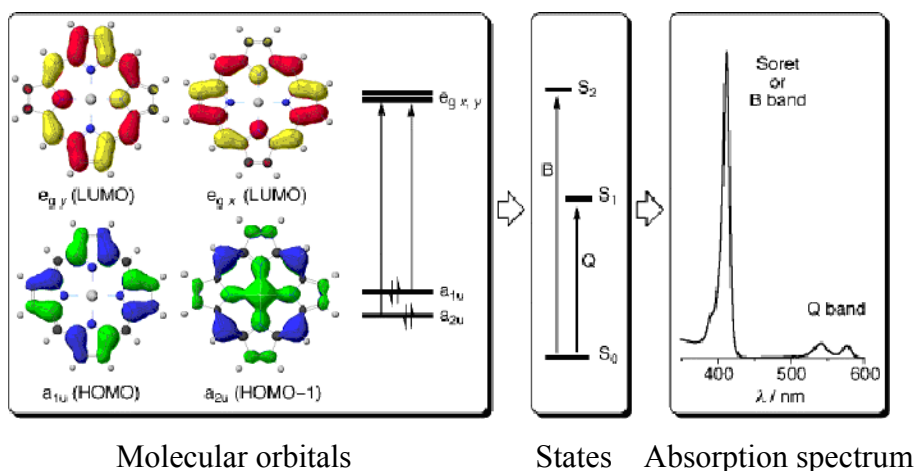 e_g y (LUMO)
e_g x (LUMO)
a_1u (HOMO)
a_2u (HOMO−1)
e_g x, y
a_1u
a_2u
S_2
B
S_1
Q
S_0
Soret
or
B band
Q band
400 500 600
λ / nm
Molecular orbitals
States
Absorption spectrum